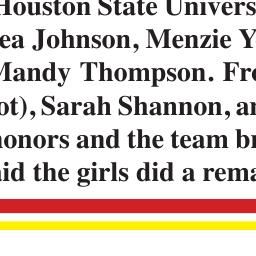 Houston State Univers
ea Johnson, Menzie Y
Mandy Thompson. Fr
ot), Sarah Shannon, a
honors and the team br
id the girls did a rema